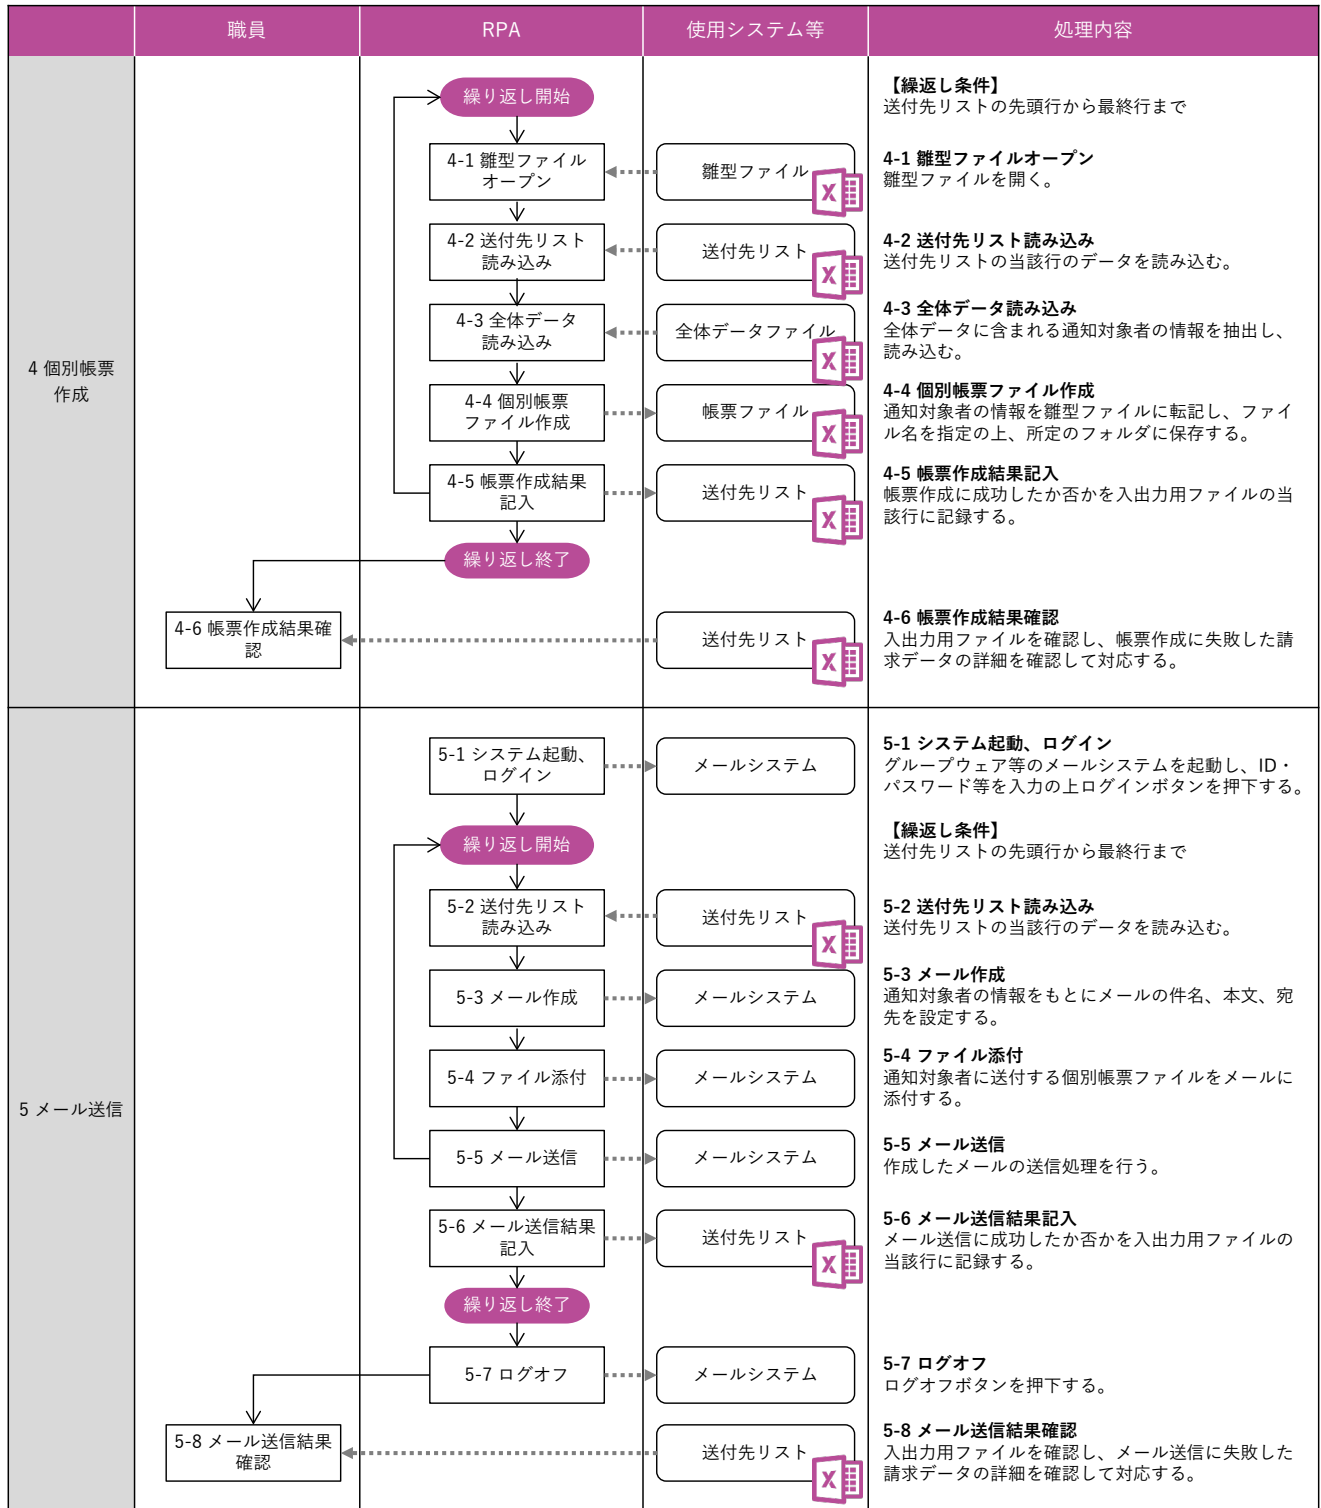 職員
RPA
使用システム等
処理内容
4 個別帳票
作成
繰り返し開始
【繰返し条件】
送付先リストの先頭行から最終行まで
4-1 雛型ファイル
オープン
雛型ファイル
X
4-1 雛型ファイルオープン
雛型ファイルを開く。
4-2 送付先リスト
読み込み
送付先リスト
X
4-2 送付先リスト読み込み
送付先リストの当該行のデータを読み込む。
4-3 全体データ
読み込み
全体データファイル
X
4-3 全体データ読み込み
全体データに含まれる通知対象者の情報を抽出し、
読み込む。
4-4 個別帳票
ファイル作成
帳票ファイル
X
4-4 個別帳票ファイル作成
通知対象者の情報を雛型ファイルに転記し、ファイ
ル名を指定の上、所定のフォルダに保存する。
4-5 帳票作成結果
記入
送付先リスト
X
4-5 帳票作成結果記入
帳票作成に成功したか否かを入出力用ファイルの当
該行に記録する。
繰り返し終了
4-6 帳票作成結果確
認
送付先リスト
X
4-6 帳票作成結果確認
入出力用ファイルを確認し、帳票作成に失敗した請
求データの詳細を確認して対応する。
5 メール送信
5-1 システム起動、
ログイン
メールシステム
5-1 システム起動、ログイン
グループウェア等のメールシステムを起動し、ID・
パスワード等を入力の上ログインボタンを押下する。
繰り返し開始
【繰返し条件】
送付先リストの先頭行から最終行まで
5-2 送付先リスト
読み込み
送付先リスト
X
5-2 送付先リスト読み込み
送付先リストの当該行のデータを読み込む。
5-3 メール作成
メールシステム
5-3 メール作成
通知対象者の情報をもとにメールの件名、本文、宛
先を設定する。
5-4 ファイル添付
メールシステム
5-4 ファイル添付
通知対象者に送付する個別帳票ファイルをメールに
添付する。
5-5 メール送信
メールシステム
5-5 メール送信
作成したメールの送信処理を行う。
5-6 メール送信結果
記入
送付先リスト
X
5-6 メール送信結果記入
メール送信に成功したか否かを入出力用ファイルの
当該行に記録する。
繰り返し終了
5-7 ログオフ
メールシステム
5-7 ログオフ
ログオフボタンを押下する。
5-8 メール送信結果
確認
送付先リスト
X
5-8 メール送信結果確認
入出力用ファイルを確認し、メール送信に失敗した
請求データの詳細を確認して対応する。